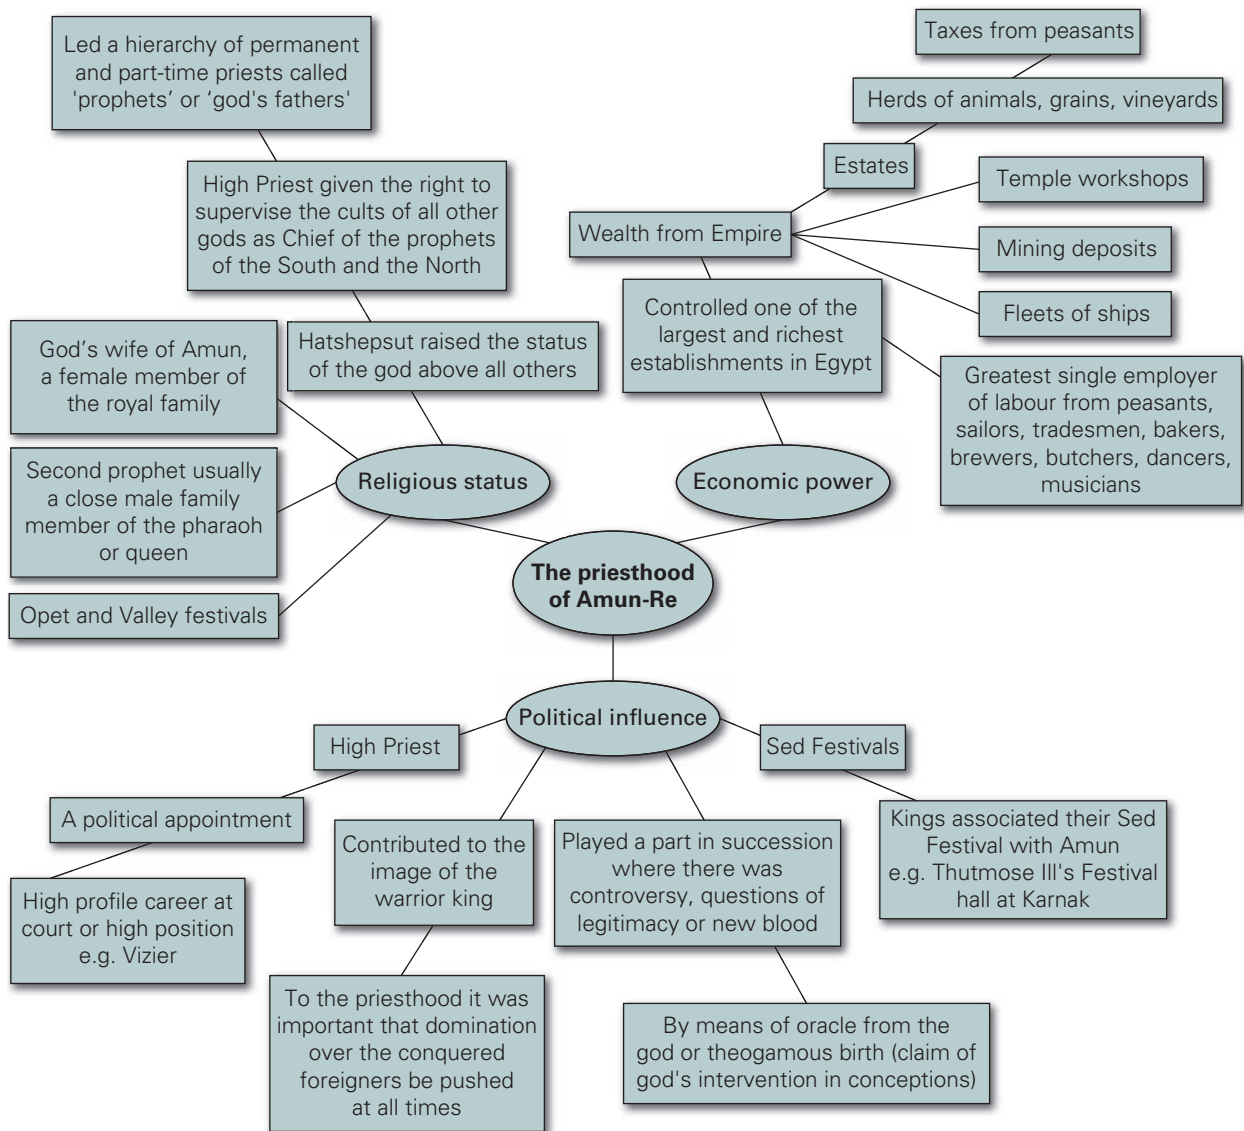 Led a hierarchy of permanent
and part-time priests called
'prophets’ or ‘god's fathers'
High Priest given the right to
supervise the cults of all other
gods as Chief of the prophets
of the South and the North
Hatshepsut raised the status
of the god above all others
God’s wife of Amun,
a female member of
the royal family
Second prophet usually
a close male family
member of the pharaoh
or queen
Opet and Valley festivals
Religious status
Taxes from peasants
Herds of animals, grains, vineyards
Estates
Wealth from Empire
Temple workshops
Mining deposits
Fleets of ships
Controlled one of the
largest and richest
establishments in Egypt
Greatest single employer
of labour from peasants,
sailors, tradesmen, bakers,
brewers, butchers, dancers,
musicians
Economic power
The priesthood
of Amun-Re
Political influence
High Priest
A political appointment
High profile career at
court or high position
e.g. Vizier
Contributed to the
image of the
warrior king
To the priesthood it was
important that domination
over the conquered
foreigners be pushed
at all times
Played a part in succession
where there was
controversy, questions of
legitimacy or new blood
By means of oracle from the
god or theogamous birth (claim of
god's intervention in conceptions)
Sed Festivals
Kings associated their Sed
Festival with Amun
e.g. Thutmose III's Festival
hall at Karnak